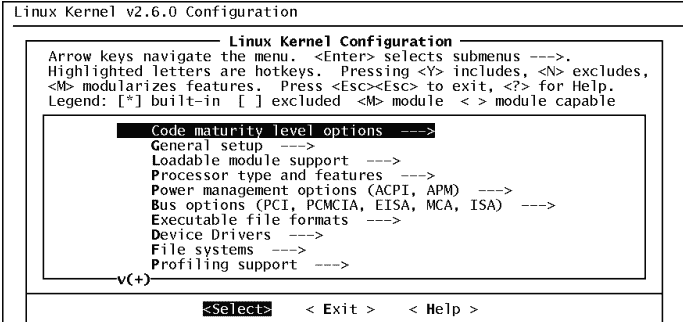 Linux Kernel v2.6.0 Configuration
Linux Kernel Configuration
Arrow keys navigate the menu. <Enter> selects submenus --->.
Highlighted letters are hotkeys. Pressing <Y> includes, <N> excludes,
<M> modularizes features. Press <Esc><Esc> to exit, <?> for Help.
Legend: [*] built-in [ ] excluded <M> module < > module capable
Code maturity level options --->
General setup --->
Loadable module support --->
Processor type and features --->
Power management options (ACPI, APM) --->
Bus options (PCI, PCMCIA, EISA, MCA, ISA) --->
Executable file formats --->
Device Drivers --->
File systems --->
Profiling support --->
v(+)
<Select> < Exit > < Help >